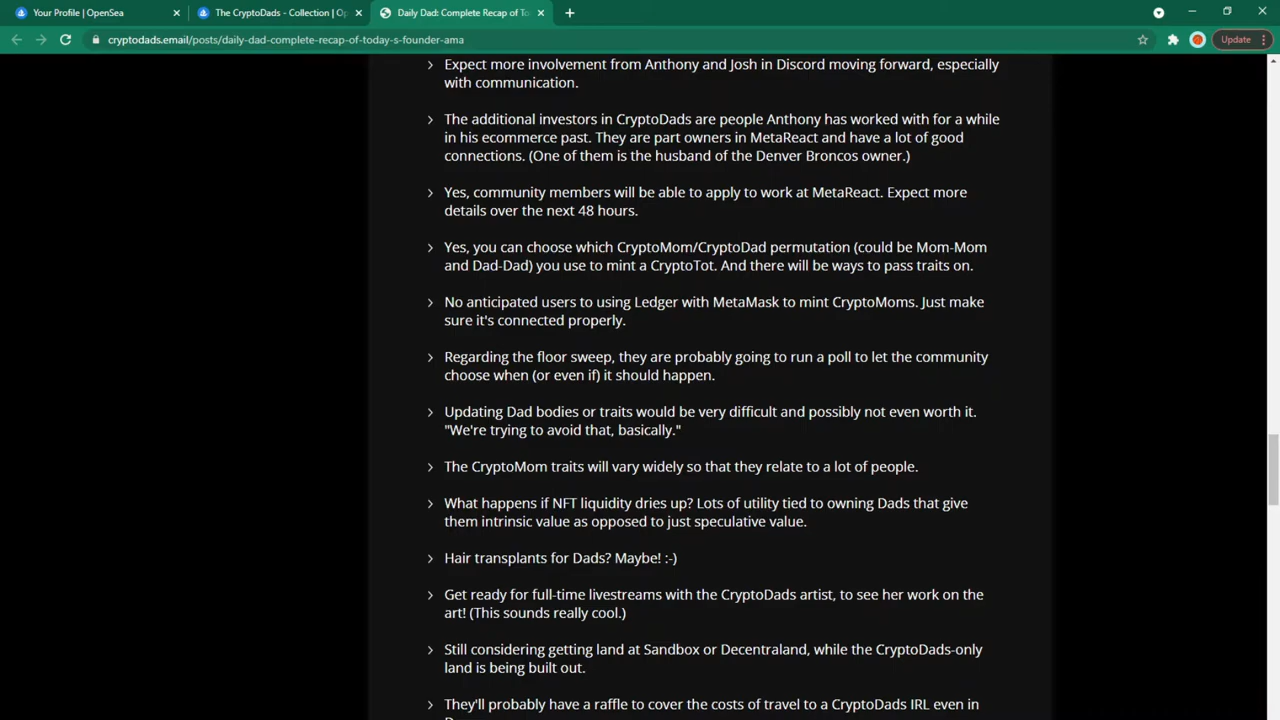 Your Profile | OpenSea
The CryptoDads - Collection | Op
Daily Dad: Complete Recap of To
cryptodads.email/posts/daily-dad-complete-recap-of-today-s-founder-ama
Update
Expect more involvement from Anthony and Josh in Discord moving forward, especially
with communication.
The additional investors in CryptoDads are people Anthony has worked with for a while
in his ecommerce past. They are part owners in MetaReact and have a lot of good
connections. (One of them is the husband of the Denver Broncos owner.)
Yes, community members will be able to apply to work at MetaReact. Expect more
details over the next 48 hours.
Yes, you can choose which CryptoMom/CryptoDad permutation (could be Mom-Mom
and Dad-Dad) you use to mint a CryptoTot. And there will be ways to pass traits on.
No anticipated users to using Ledger with MetaMask to mint CryptoMoms. Just make
sure it's connected properly.
Regarding the floor sweep, they are probably going to run a poll to let the community
choose when (or even if) it should happen.
Updating Dad bodies or traits would be very difficult and possibly not even worth it.
"We're trying to avoid that, basically."
The CryptoMom traits will vary widely so that they relate to a lot of people.
What happens if NFT liquidity dries up? Lots of utility tied to owning Dads that give
them intrinsic value as opposed to just speculative value.
Hair transplants for Dads? Maybe! :-)
Get ready for full-time livestreams with the CryptoDads artist, to see her work on the
art! (This sounds really cool.)
Still considering getting land at Sandbox or Decentraland, while the CryptoDads-only
land is being built out.
They'll probably have a raffle to cover the costs of travel to a CryptoDads IRL even in